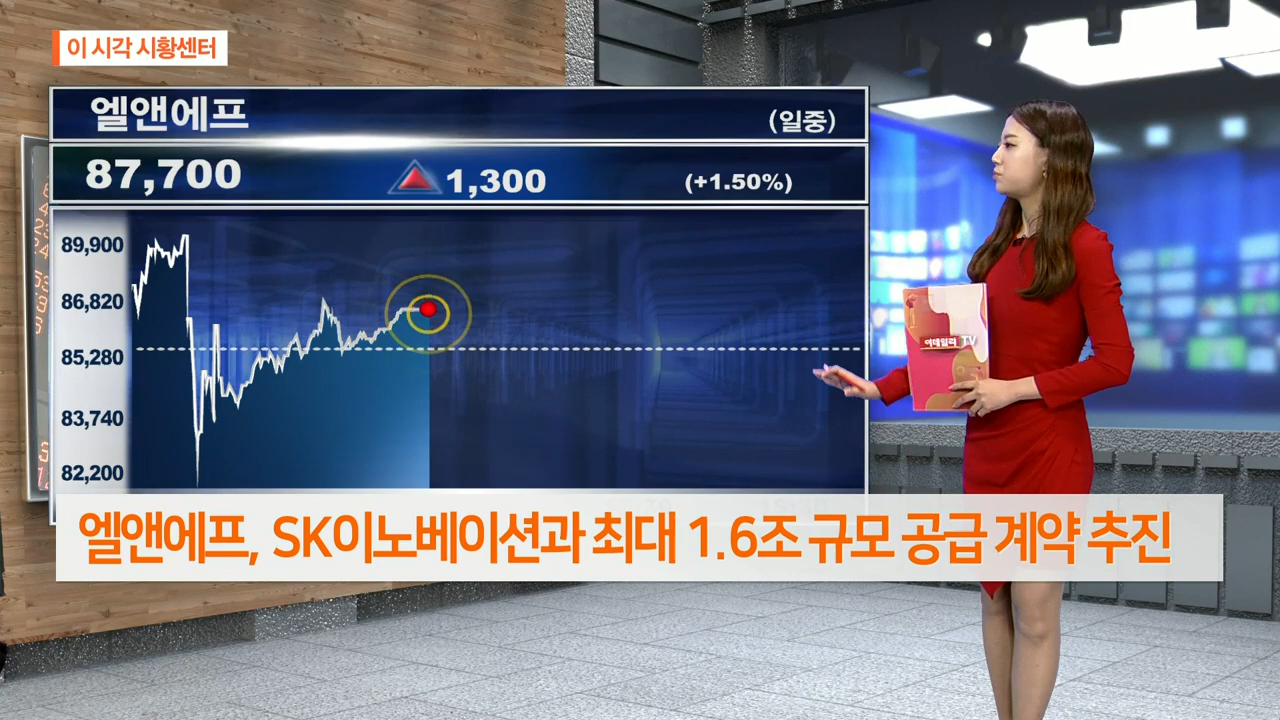 이 시각 시황센터
엘앤에프 (일중)
87,700 1,300 (+1.50%)
89,900
86,820
85,280
83,740
82,200
이데일리 TV
엘앤에프, SK이노베이션과 최대 1.6조 규모 공급 계약 추진